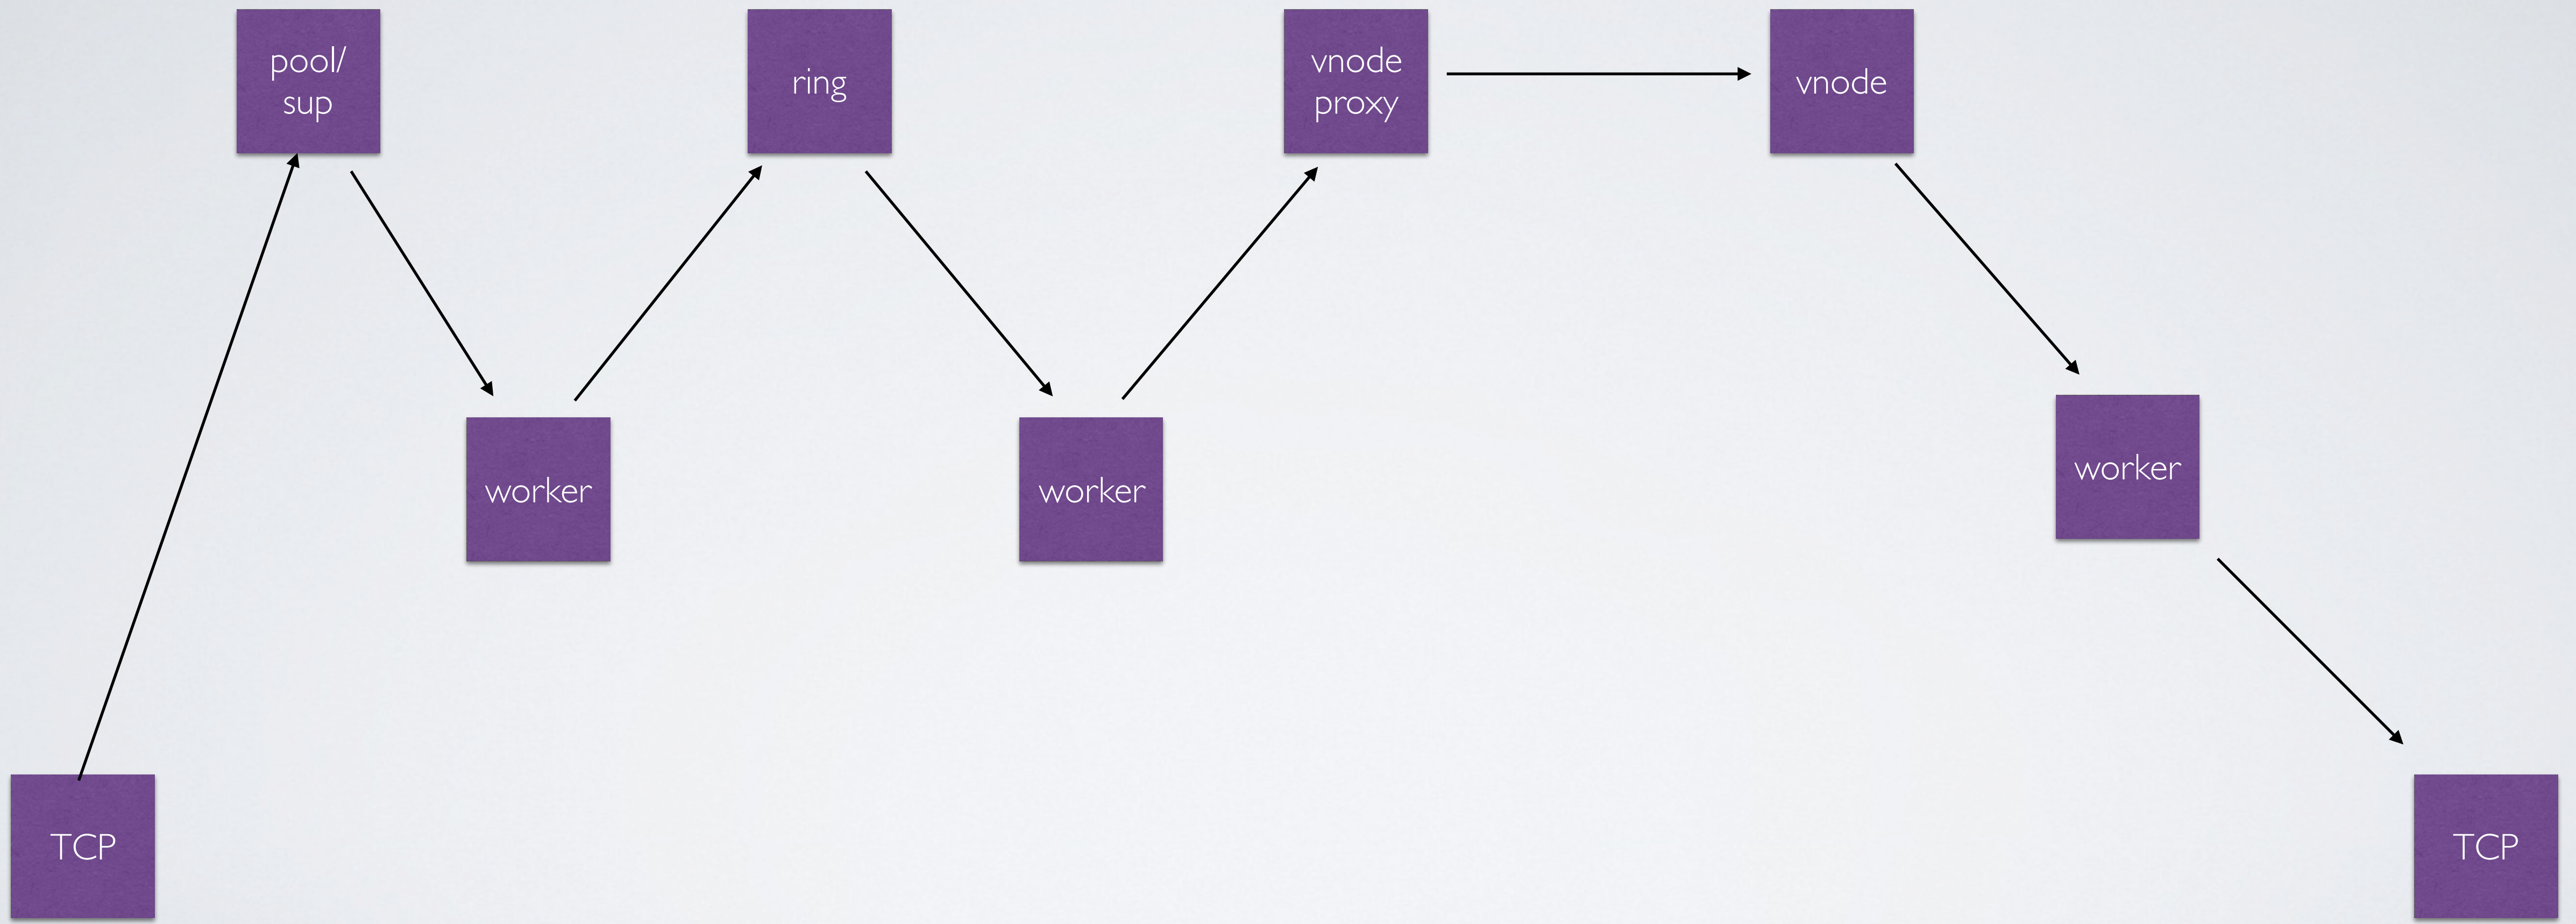 pool/
sup
ring
vnode
proxy
vnode
worker
worker
worker
TCP
TCP